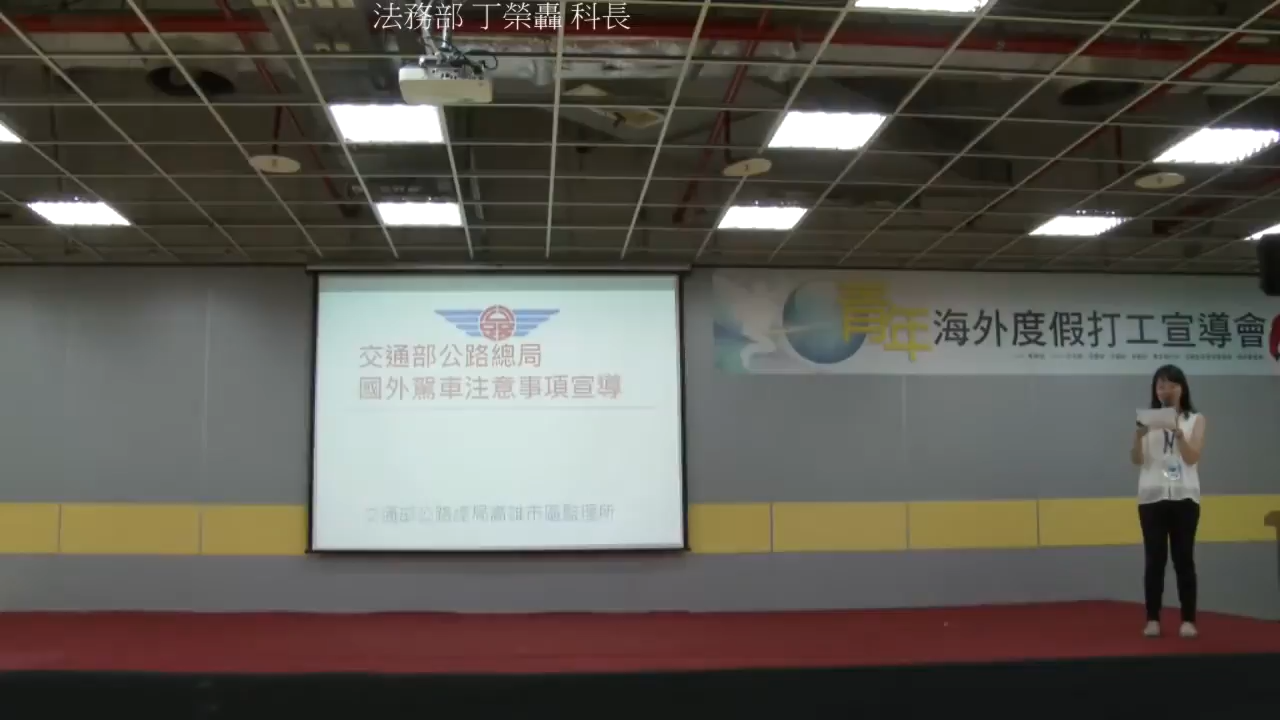 法務部 丁榮轟 科長
交通部公路總局
國外駕車注意事項宣導
交通部公路總局高雄市區監理所
青年海外度假打工宣導會